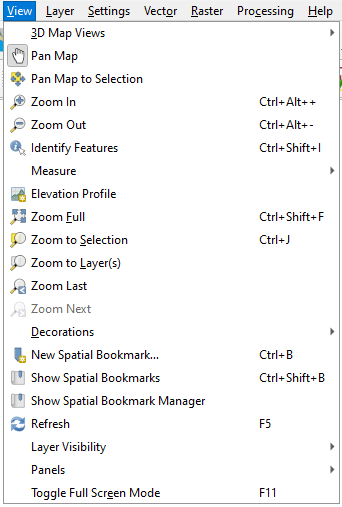 View Layer Settings Vector Raster Processing Help
3D Map Views
Pan Map
Pan Map to Selection
Zoom In Ctrl+Alt++
Zoom Out Ctrl+Alt+-
Identify Features Ctrl+Shift+I
Measure
Elevation Profile
Zoom Full Ctrl+Shift+F
Zoom to Selection Ctrl+J
Zoom to Layer(s)
Zoom Last
Zoom Next
Decorations
New Spatial Bookmark... Ctrl+B
Show Spatial Bookmarks Ctrl+Shift+B
Show Spatial Bookmark Manager
Refresh F5
Layer Visibility
Panels
Toggle Full Screen Mode F11